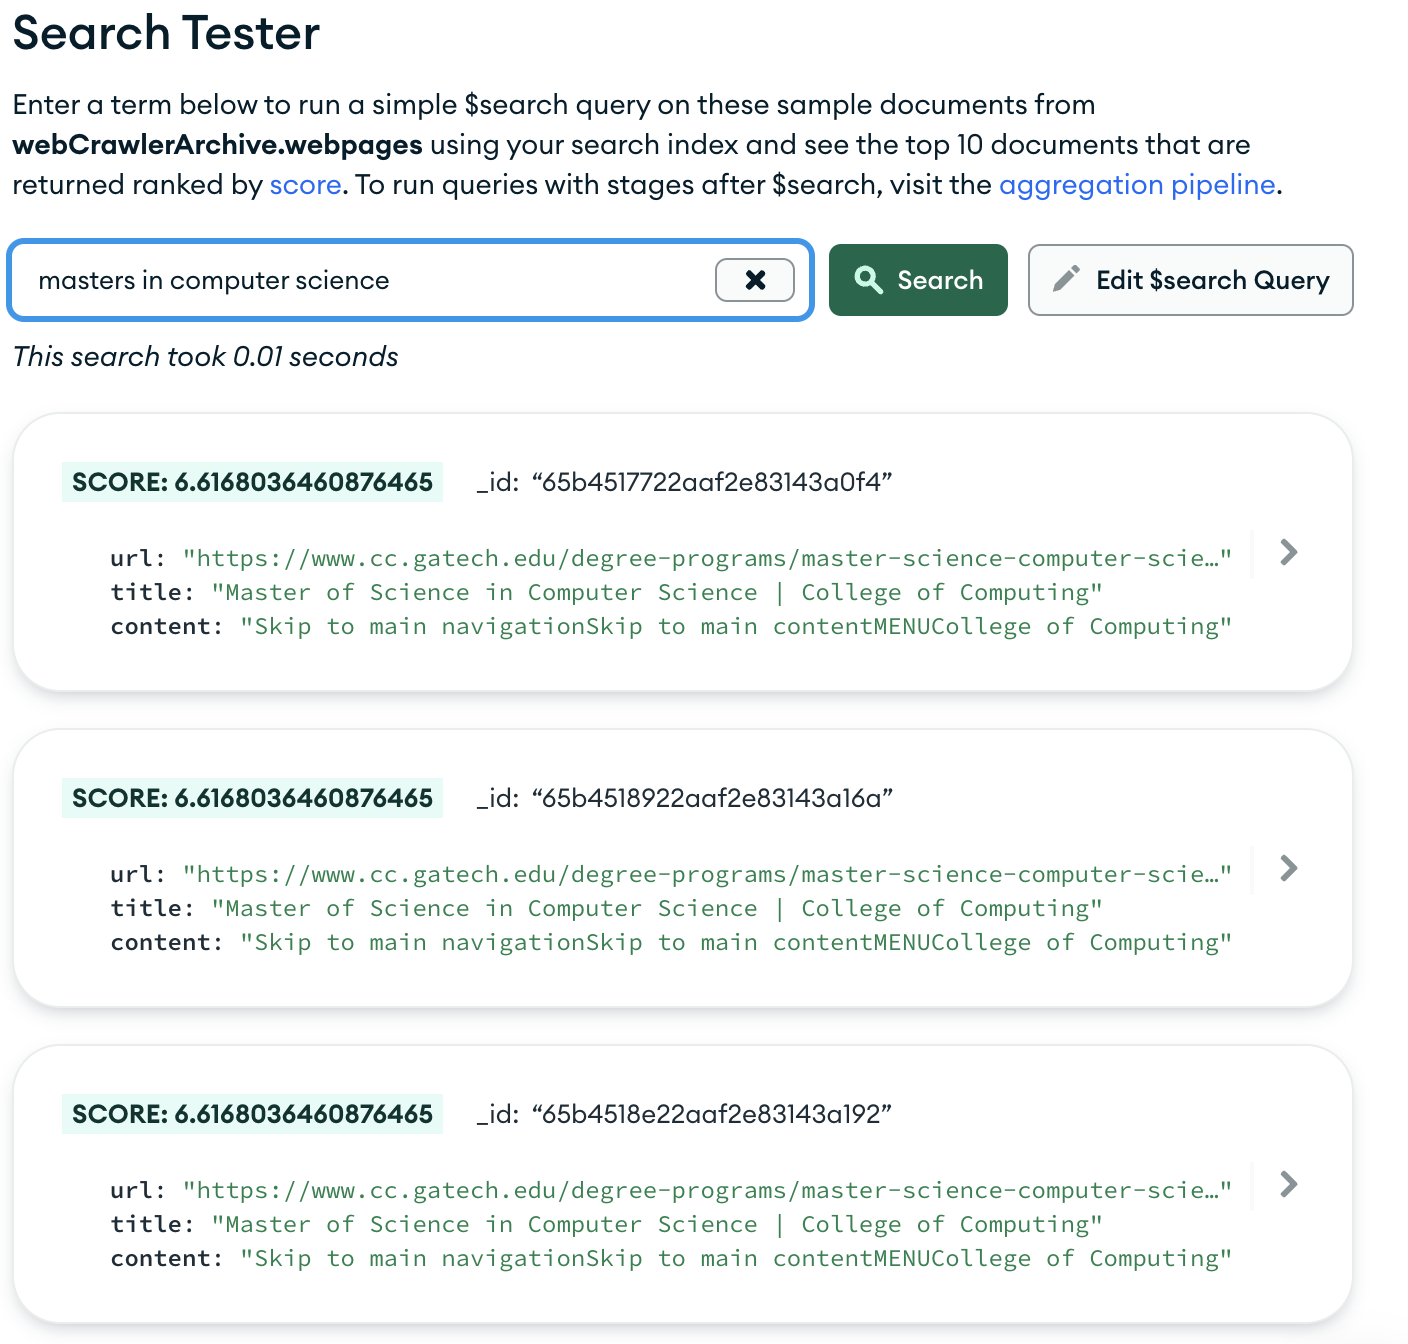 Search Tester
Enter a term below to run a simple $search query on these sample documents from
webCrawlerArchive.webpages using your search index and see the top 10 documents that are
returned ranked by score. To run queries with stages after $search, visit the aggregation pipeline.
masters in computer science
Search
Edit $search Query
This search took 0.01 seconds
SCORE: 6.6168036460876465 _id: “65b4517722aaf2e83143a0f4”
url: "https://www.cc.gatech.edu/degree-programs/master-science-computer-scie…"
title: "Master of Science in Computer Science | College of Computing"
content: "Skip to main navigationSkip to main contentMENUCollege of Computing"
SCORE: 6.6168036460876465 _id: “65b4518922aaf2e83143a16a”
url: "https://www.cc.gatech.edu/degree-programs/master-science-computer-scie…"
title: "Master of Science in Computer Science | College of Computing"
content: "Skip to main navigationSkip to main contentMENUCollege of Computing"
SCORE: 6.6168036460876465 _id: “65b4518e22aaf2e83143a192”
url: "https://www.cc.gatech.edu/degree-programs/master-science-computer-scie…"
title: "Master of Science in Computer Science | College of Computing"
content: "Skip to main navigationSkip to main contentMENUCollege of Computing"